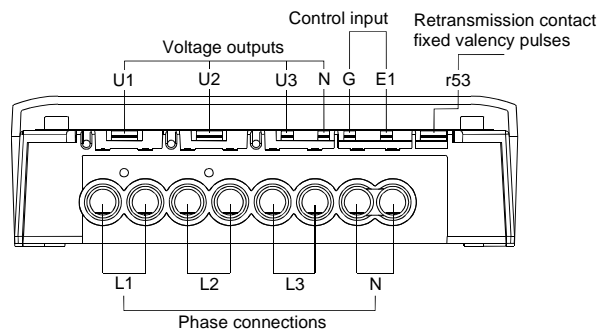 Control input
Retransmission contact
fixed valency pulses
Voltage outputs
U1 U2 U3 N G E1 r53
L1 L2 L3 N
Phase connections